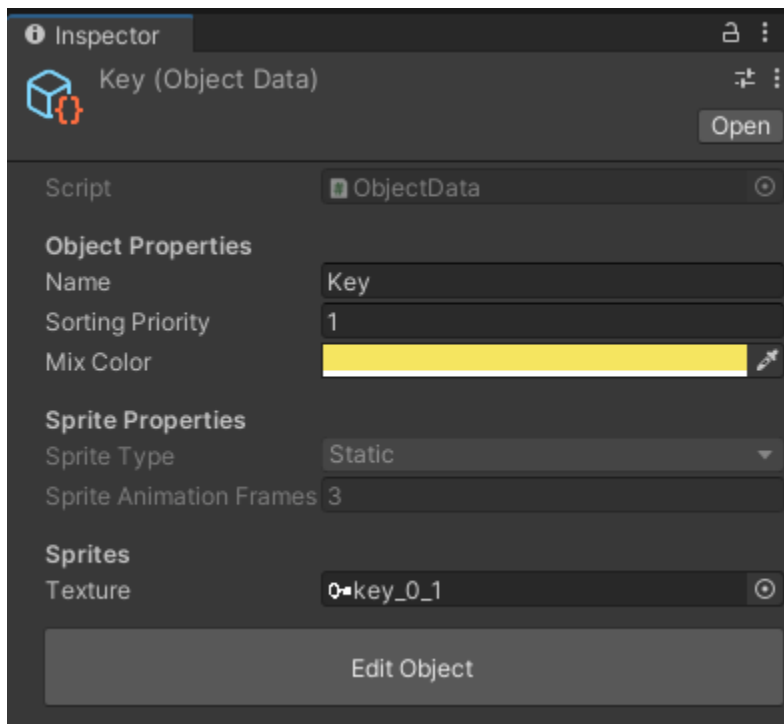 Inspector
Key (Object Data)
Open
Script ObjectData
Object Properties
Name Key
Sorting Priority 1
Mix Color
Sprite Properties
Sprite Type Static
Sprite Animation Frames 3
Sprites
Texture key_0_1
Edit Object